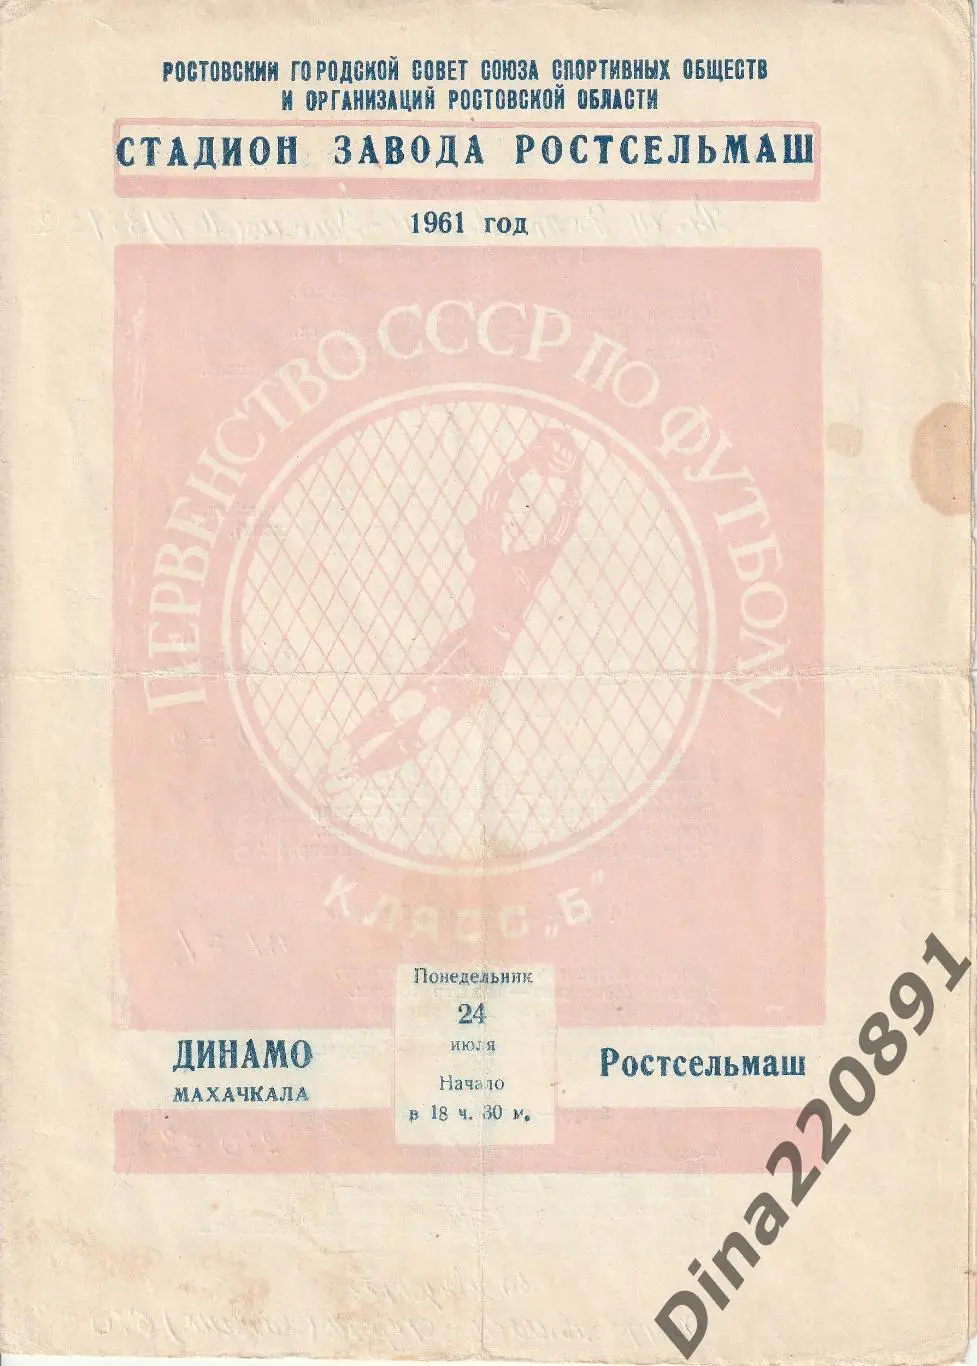 РОСТОВСКИЙ ГОРОДСКОЙ СОВЕТ СОЮЗА СПОРТИВНЫХ ОБЩЕСТВ
И ОРГАНИЗАЦИЙ РОСТОВСКОЙ ОБЛАСТИ
СТАДИОН ЗАВОДА РОСТСЕЛЬМАШ
1961 год
ПЕРВЕНСТВО СССР ПО ФУТБОЛУ
КЛАСС „Б"
Понедельник
24
июля
Начало
в 18 ч. 30 м.
ДИНАМО
МАХАЧКАЛА
Ростсельмаш
Dina220891